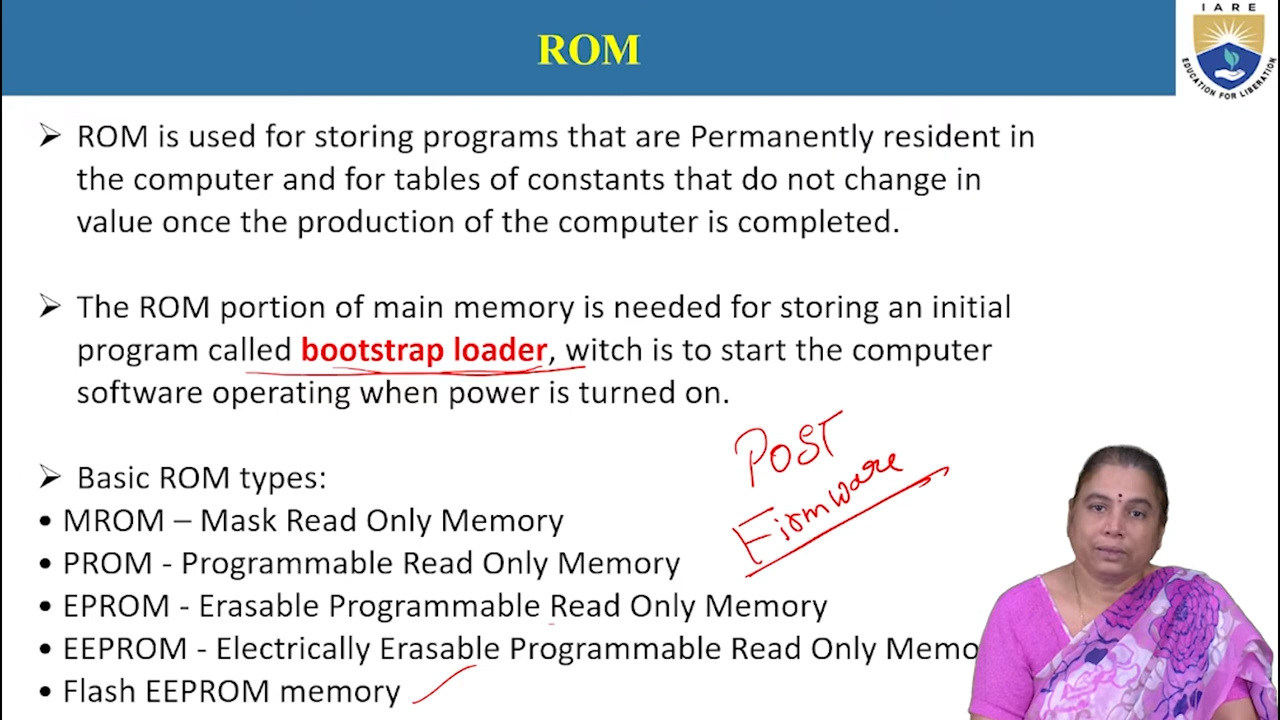 ROM
IARE
EDUCATION FOR LIBERATION
➢ ROM is used for storing programs that are Permanently resident in
the computer and for tables of constants that do not change in
value once the production of the computer is completed.
➢ The ROM portion of main memory is needed for storing an initial
program called bootstrap loader, witch is to start the computer
software operating when power is turned on.
POST
Firmware
➢ Basic ROM types:
• MROM – Mask Read Only Memory
• PROM - Programmable Read Only Memory
• EPROM - Erasable Programmable Read Only Memory
• EEPROM - Electrically Erasable Programmable Read Only Memo
• Flash EEPROM memory